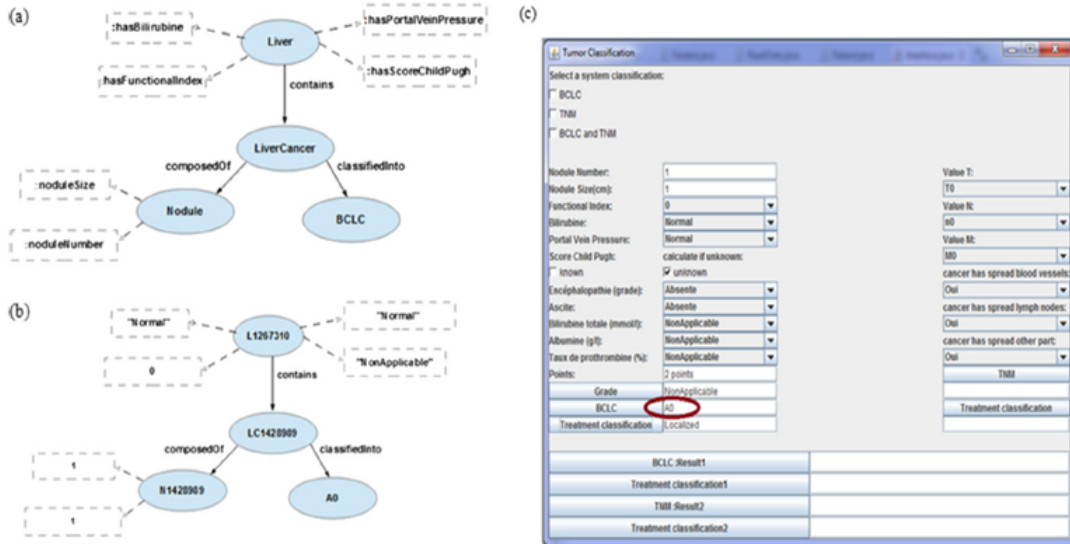 (a)
:hasBilirubine
:hasPortalVeinPressure
Liver
:hasFunctionalIndex
:hasScoreChildPugh
contains
LiverCancer
composedOf
classifiedInto
:noduleSize
Nodule
BCLC
:noduleNumber
(b)
"Normal"
"Normal"
L1267310
0
"NonApplicable"
contains
LC1428989
composedOf
classifiedInto
1
N1428989
A0
1
(c)
Tumor Classification
Select a system classification:
BCLC
TNM
BCLC and TNM
Nodule Number:
1
Value T:
Nodule Size(cm):
1
T0
Functional Index:
0
Value N:
Bilirubine:
Normal
n0
Portal Vein Pressure:
Normal
Value M:
Score Child Pugh:
calculate if unknown:
M0
known
unknown
cancer has spread blood vessels:
Encéphalopathie (grade):
Absente
Oui
Ascite:
Absente
cancer has spread lymph nodes:
Bilirubine totale (mmol/l):
NonApplicable
Oui
Albumine (g/l):
NonApplicable
cancer has spread other part:
Taux de prothrombine (%):
NonApplicable
Oui
Points:
2 points
TNM
Grade
NonApplicable
BCLC
A0
Treatment classification
Treatment classification
Localized
BCLC :Result1
Treatment classification1
TNM :Result2
Treatment classification2